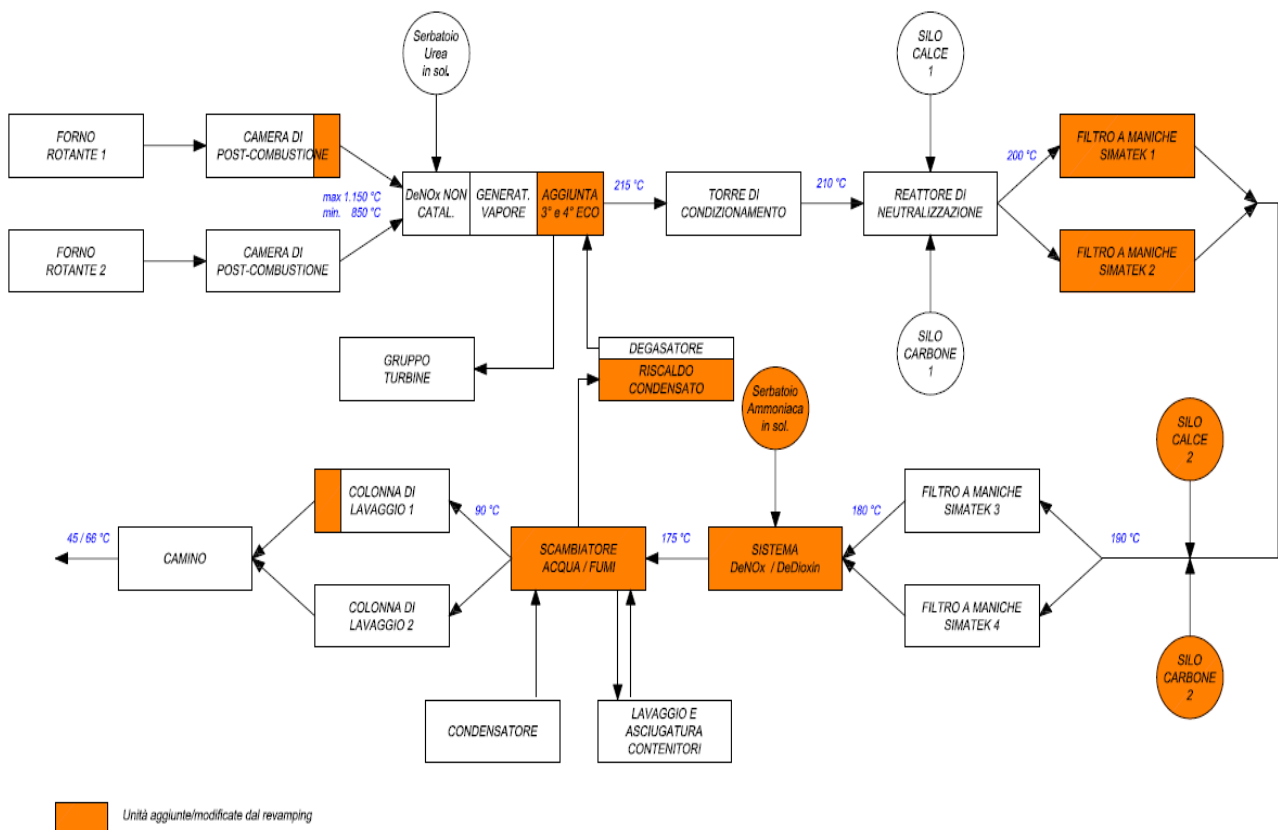 Serbatoio
Urea
in sol.
SILO
CALCE
1
FORNO
ROTANTE 1
CAMERA DI
POST-COMBUSTIONE
FILTRO A MANICHE
SIMATEK 1
200 °C
max 1.150 °C
min. 850 °C
DeNOx NON
CATAL.
GENERAT.
VAPORE
AGGIUNTA
3° e 4° ECO
215 °C
TORRE DI
CONDIZIONAMENTO
210 °C
REATTORE DI
NEUTRALIZZAZIONE
FORNO
ROTANTE 2
CAMERA DI
POST-COMBUSTIONE
FILTRO A MANICHE
SIMATEK 2
GRUPPO
TURBINE
DEGASATORE
RISCALDO
CONDENSATO
SILO
CARBONE
1
Serbatoio
Ammoniaca
in sol.
SILO
CALCE
2
COLONNA DI
LAVAGGIO 1
90 °C
FILTRO A MANICHE
SIMATEK 3
180 °C
45 / 66 °C
CAMINO
SCAMBIATORE
ACQUA / FUMI
175 °C
SISTEMA
DeNOx / DeDioxin
190 °C
COLONNA DI
LAVAGGIO 2
FILTRO A MANICHE
SIMATEK 4
SILO
CARBONE
2
CONDENSATORE
LAVAGGIO E
ASCIUGATURA
CONTENITORI
Unità aggiunte/modificate dal revamping